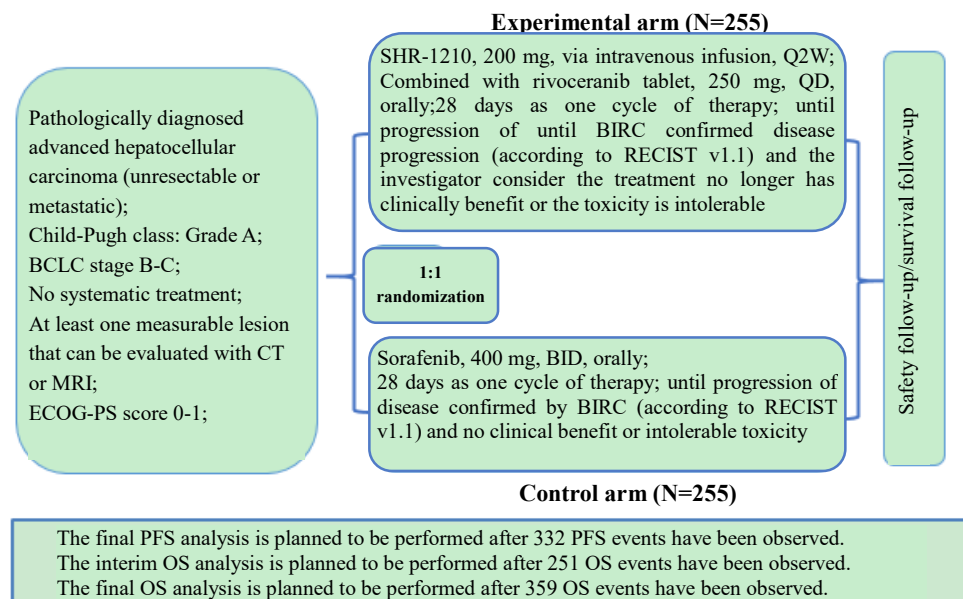 Experimental arm (N=255)
Pathologically diagnosed
advanced hepatocellular
carcinoma (unresectable or
metastatic);
Child-Pugh class: Grade A;
BCLC stage B-C;
No systematic treatment;
At least one measurable lesion
that can be evaluated with CT
or MRI;
ECOG-PS score 0-1;
SHR-1210, 200 mg, via intravenous infusion, Q2W;
Combined with rivoceranib tablet, 250 mg, QD,
orally;28 days as one cycle of therapy; until
progression of until BIRC confirmed disease
progression (according to RECIST v1.1) and the
investigator consider the treatment no longer has
clinically benefit or the toxicity is intolerable
1:1
randomization
Sorafenib, 400 mg, BID, orally;
28 days as one cycle of therapy; until progression of
disease confirmed by BIRC (according to RECIST
v1.1) and no clinical benefit or intolerable toxicity
Control arm (N=255)
Safety follow-up/survival follow-up
The final PFS analysis is planned to be performed after 332 PFS events have been observed.
The interim OS analysis is planned to be performed after 251 OS events have been observed.
The final OS analysis is planned to be performed after 359 OS events have been observed.